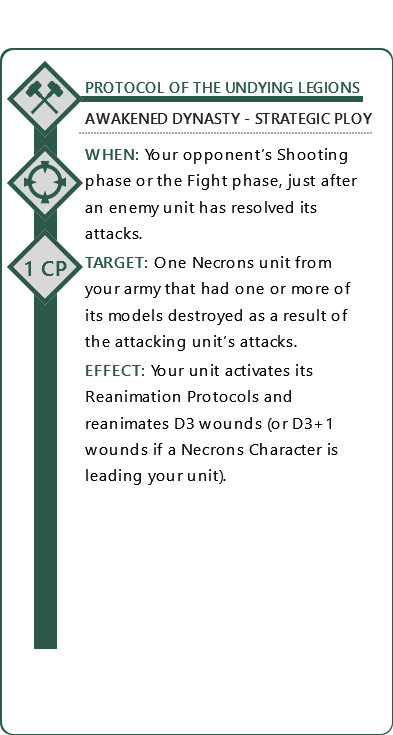 PROTOCOL OF THE UNDYING LEGIONS
AWAKENED DYNASTY - STRATEGIC PLOY
WHEN: Your opponent's Shooting
phase or the Fight phase, just after
an enemy unit has resolved its
attacks.
1 CP
TARGET: One Necrons unit from
your army that had one or more of
its models destroyed as a result of
the attacking unit's attacks.
EFFECT: Your unit activates its
Reanimation Protocols and
reanimates D3 wounds (or D3+1
wounds if a Necrons Character is
leading your unit).